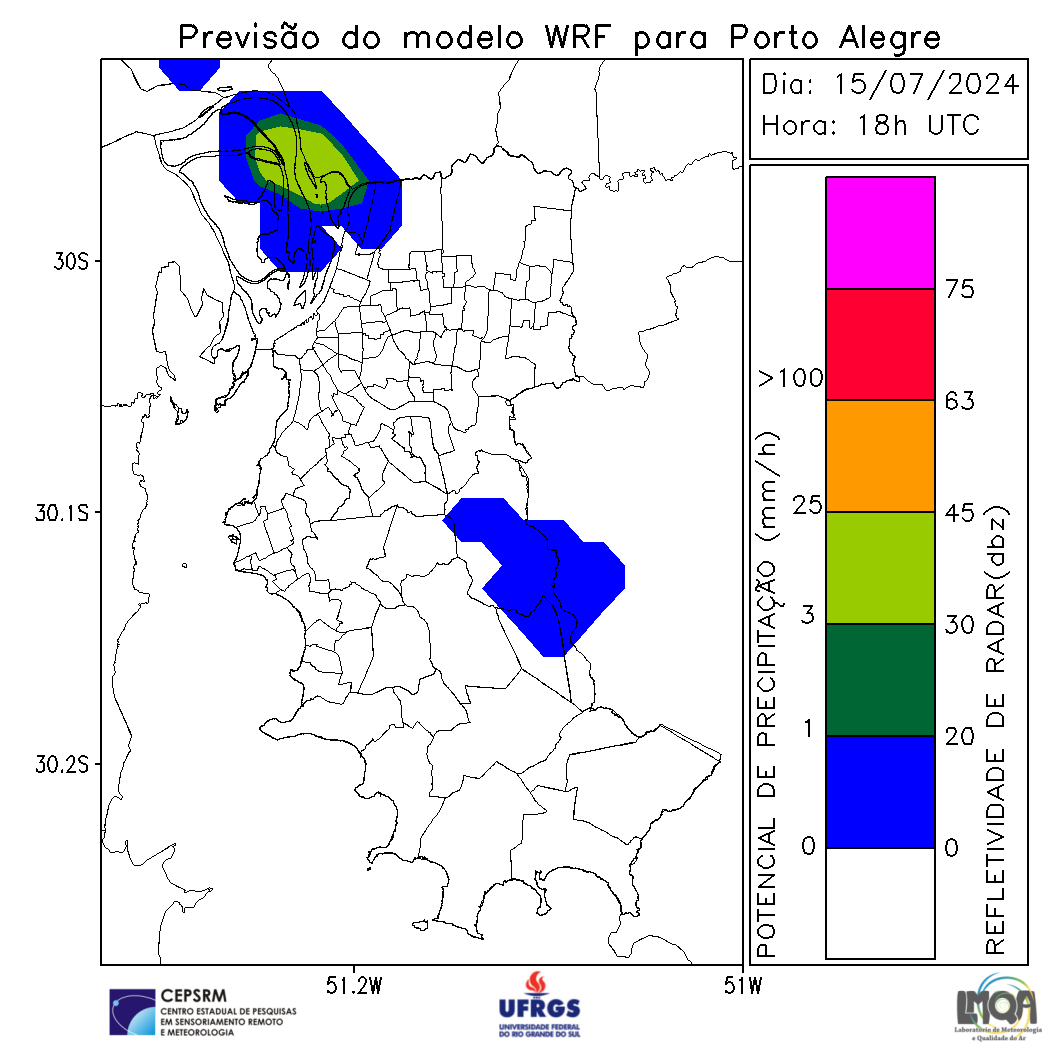 Previsão do modelo WRF para Porto Alegre
Dia: 15/07/2024
Hora: 18h UTC
30S
30.1S
30.2S
51.2W
51W
POTENCIAL DE PRECIPITAÇÃO (mm/h)
>100
25
3
1
0
75
63
45
30
20
0
REFLETIVIDADE DE RADAR(dbz)
CEPSRM
CENTRO ESTADUAL DE PESQUISAS
EM SENSORIAMENTO REMOTO
E METEOROLOGIA
UFRGS
UNIVERSIDADE FEDERAL
DO RIO GRANDE DO SUL
LMQA
Laboratório de Meteorologia
e Qualidade do Ar